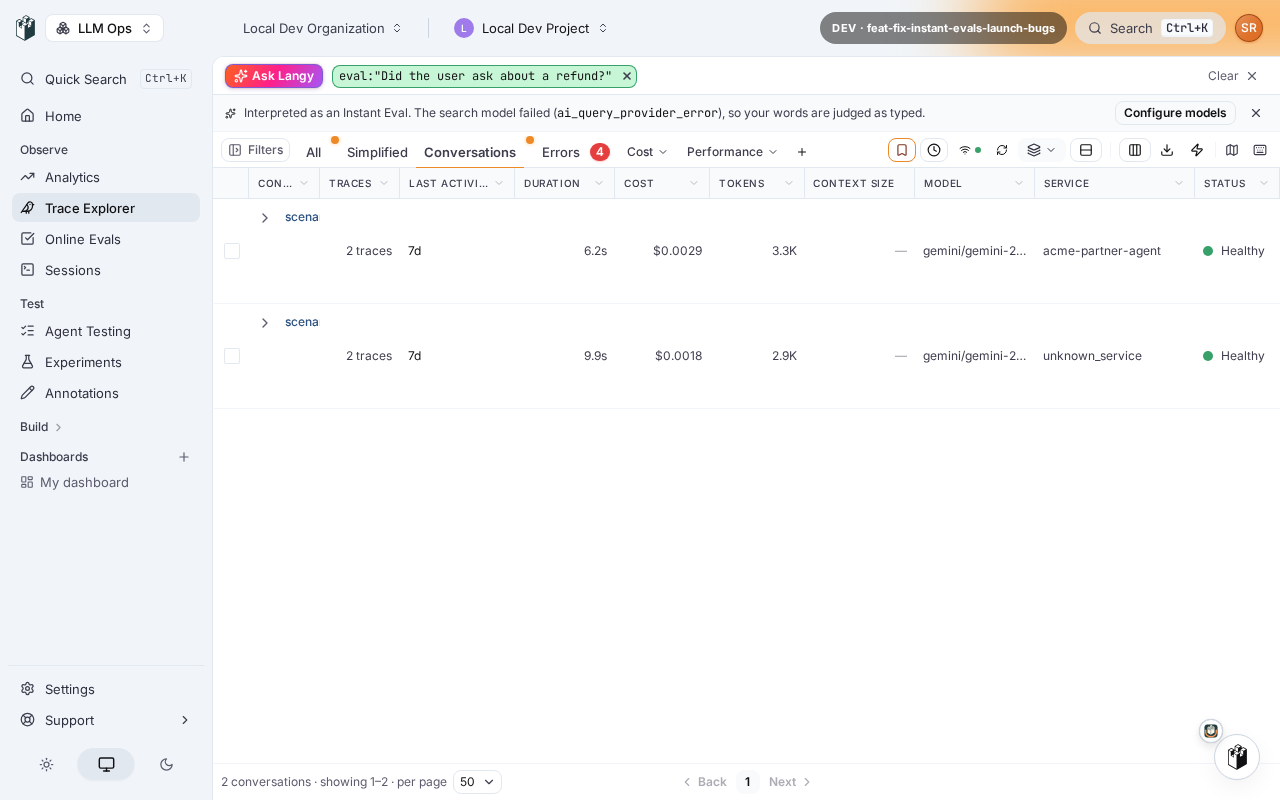 LLM Ops
Local Dev Organization
L
Local Dev Project
DEV · feat-fix-instant-evals-launch-bugs
Search Ctrl+K
SR
Quick Search Ctrl+K
Home
Observe
Analytics
Trace Explorer
Online Evals
Sessions
Test
Agent Testing
Experiments
Annotations
Build
Dashboards
My dashboard
Settings
Support
Ask Langy
eval:"Did the user ask about a refund?"
Clear
Interpreted as an Instant Eval. The search model failed (ai_query_provider_error), so your words are judged as typed.
Configure models
Filters All Simplified Conversations Errors 4 Cost Performance
CON... TRACES LAST ACTIVI... DURATION COST TOKENS CONTEXT SIZE MODEL SERVICE STATUS
scena
2 traces 7d 6.2s $0.0029 3.3K — gemini/gemini-2... acme-partner-agent Healthy
scena
2 traces 7d 9.9s $0.0018 2.9K — gemini/gemini-2... unknown_service Healthy
2 conversations · showing 1–2 · per page 50
Back 1 Next